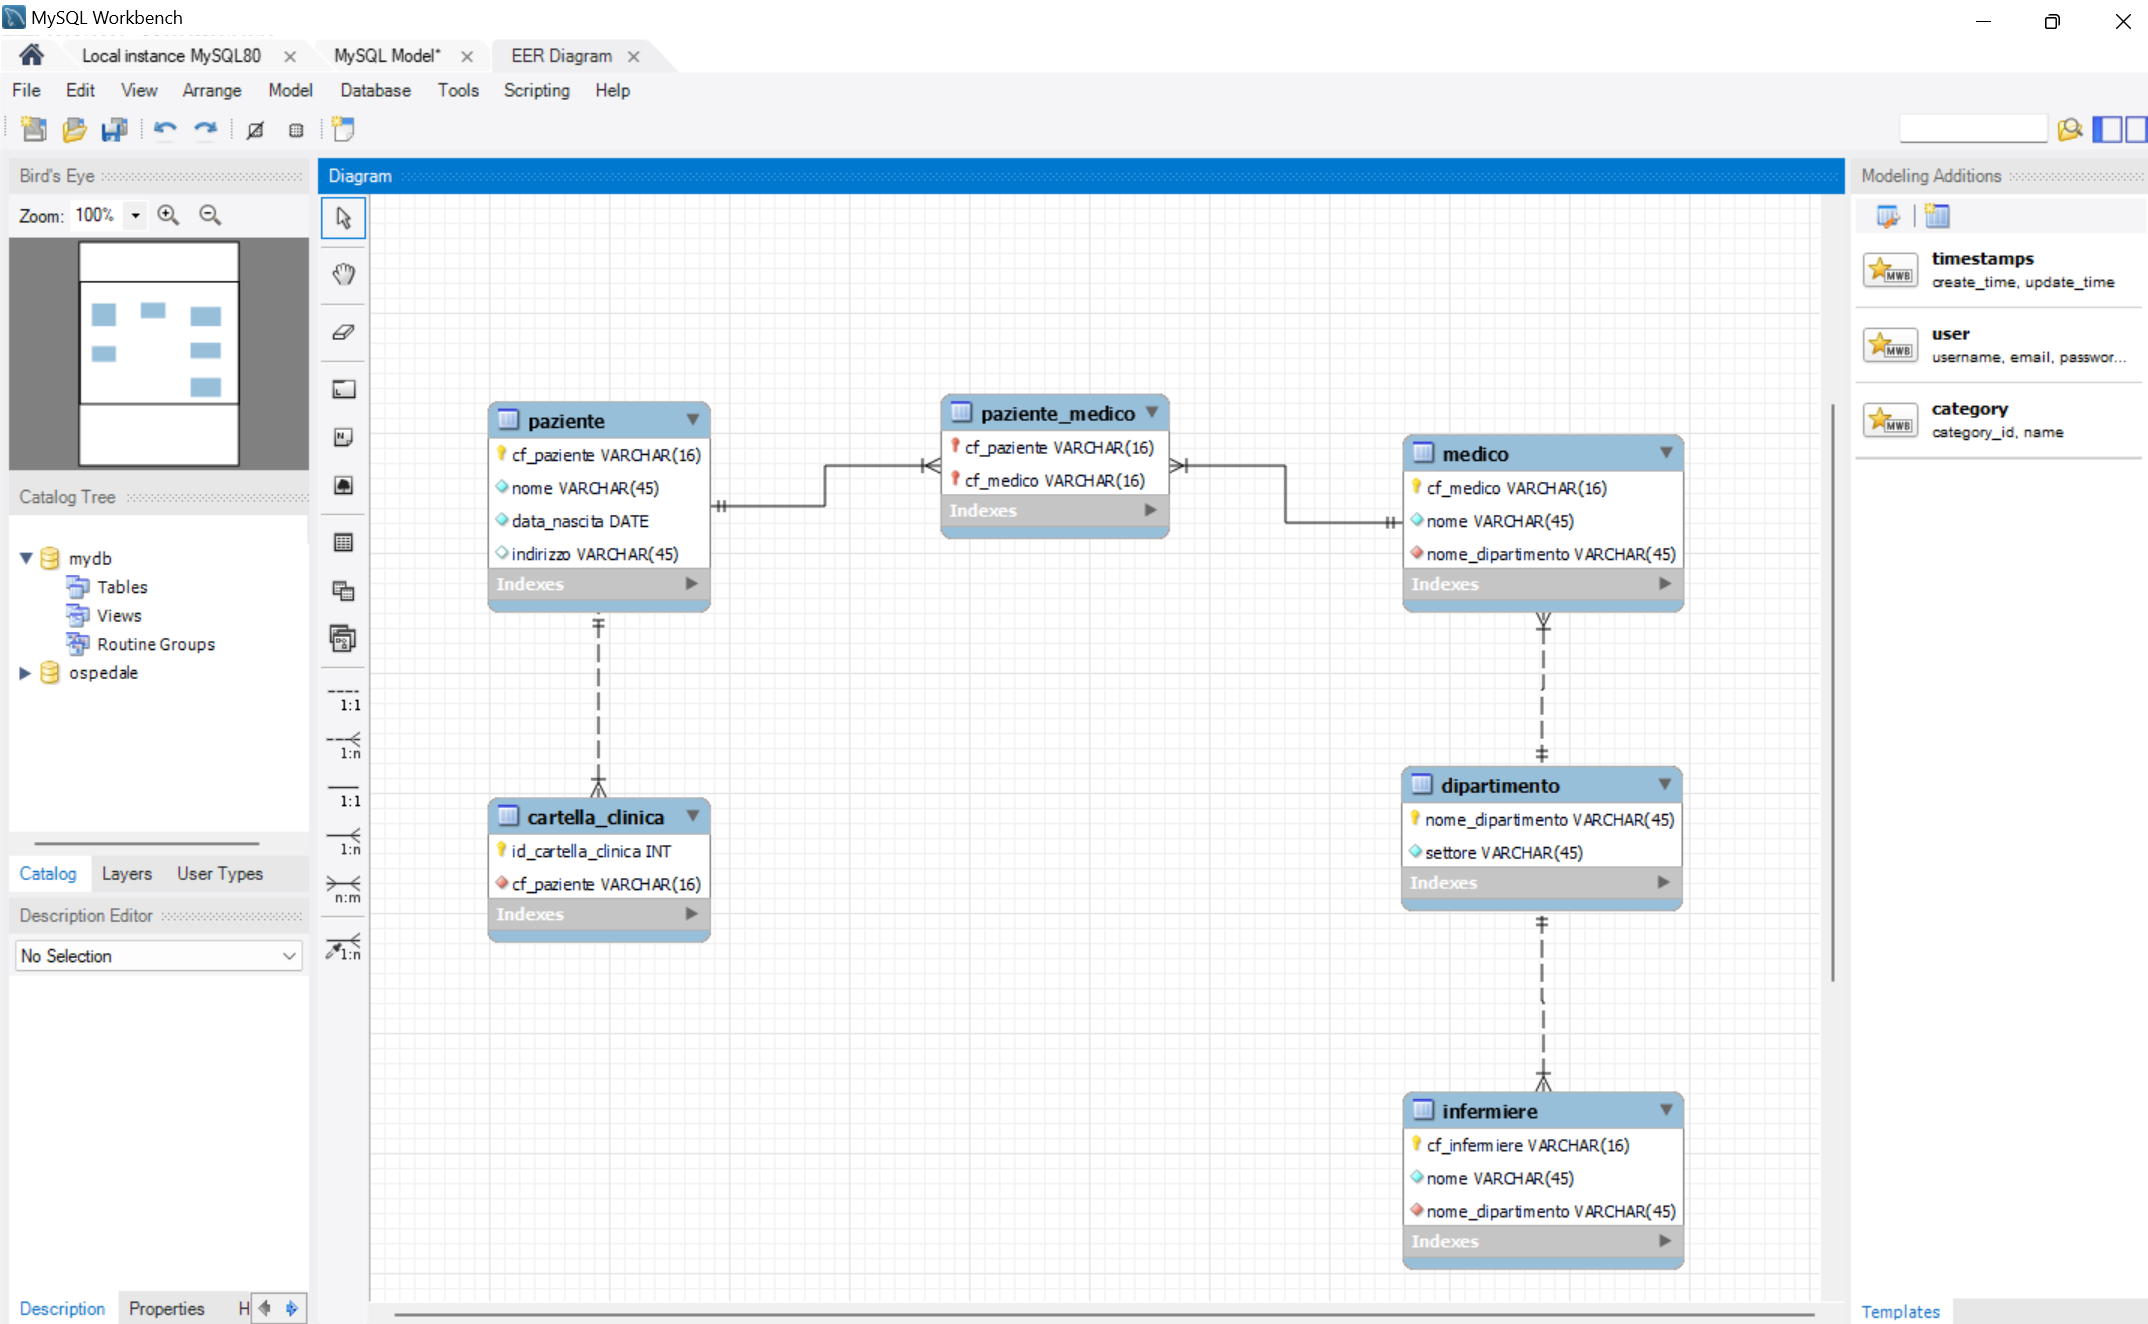 MySQL Workbench
Local instance MySQL80
MySQL Model*
EER Diagram
File Edit View Arrange Model Database Tools Scripting Help
Bird's Eye
Zoom: 100%
Catalog Tree
mydb
Tables
Views
Routine Groups
ospedale
Catalog Layers User Types
Description Editor
No Selection
Description Properties H
Diagram
1:1
1:n
1:1
1:n
n:m
1:n
paziente
cf_paziente VARCHAR(16)
nome VARCHAR(45)
data_nascita DATE
indirizzo VARCHAR(45)
Indexes
paziente_medico
cf_paziente VARCHAR(16)
cf_medico VARCHAR(16)
Indexes
medico
cf_medico VARCHAR(16)
nome VARCHAR(45)
nome_dipartimento VARCHAR(45)
Indexes
cartella_clinica
id_cartella_clinica INT
cf_paziente VARCHAR(16)
Indexes
dipartimento
nome_dipartimento VARCHAR(45)
settore VARCHAR(45)
Indexes
infermiere
cf_infermiere VARCHAR(16)
nome VARCHAR(45)
nome_dipartimento VARCHAR(45)
Indexes
Modeling Additions
MWB
timestamps
create_time, update_time
MWB
user
username, email, passwor...
MWB
category
category_id, name
Templates